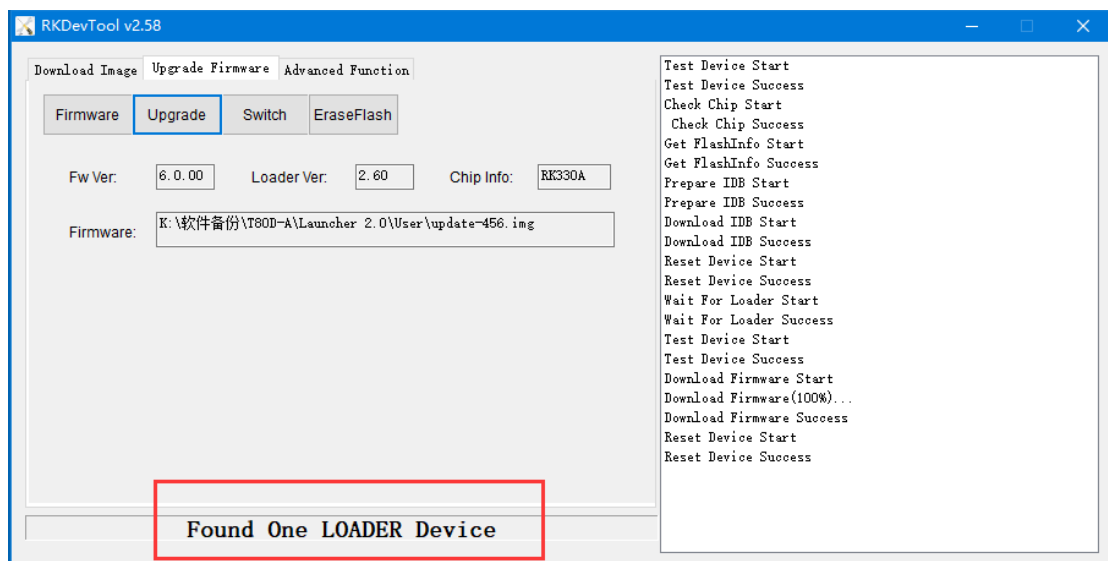 RKDevTool v2.58
Download Image Upgrade Firmware Advanced Function
Firmware Upgrade Switch EraseFlash
Fw Ver: 6.0.00 Loader Ver: 2.60 Chip Info: RK330A
Firmware: K:\软件备份\T80D-A\Launcher 2.0\User\update-456.img
Found One LOADER Device
Test Device Start
Test Device Success
Check Chip Start
Check Chip Success
Get FlashInfo Start
Get FlashInfo Success
Prepare IDB Start
Prepare IDB Success
Download IDB Start
Download IDB Success
Reset Device Start
Reset Device Success
Wait For Loader Start
Wait For Loader Success
Test Device Start
Test Device Success
Download Firmware Start
Download Firmware(100%)...
Download Firmware Success
Reset Device Start
Reset Device Success